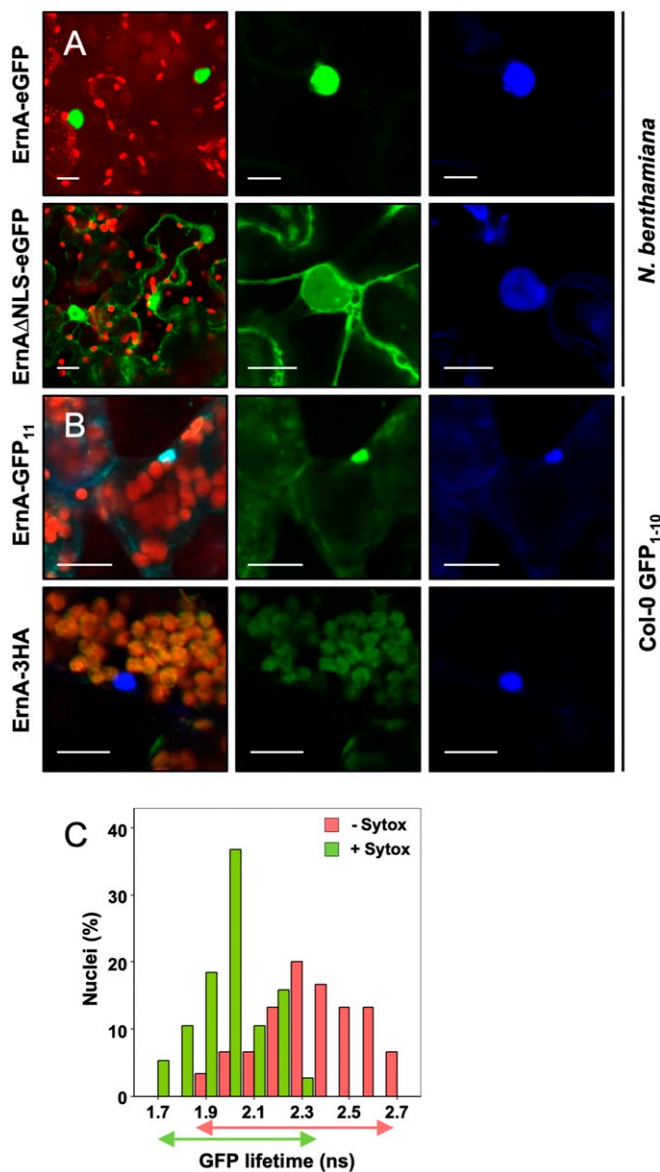 A
ErnA-eGFP
ErnAΔNLS-eGFP
N. benthamiana
B
ErnA-GFP11
ErnA-3HA
Col-0 GFP1-10
C
40
30
20
10
0
Nuclei (%)
- Sytox
+ Sytox
1.7 1.9 2.1 2.3 2.5 2.7
GFP lifetime (ns)